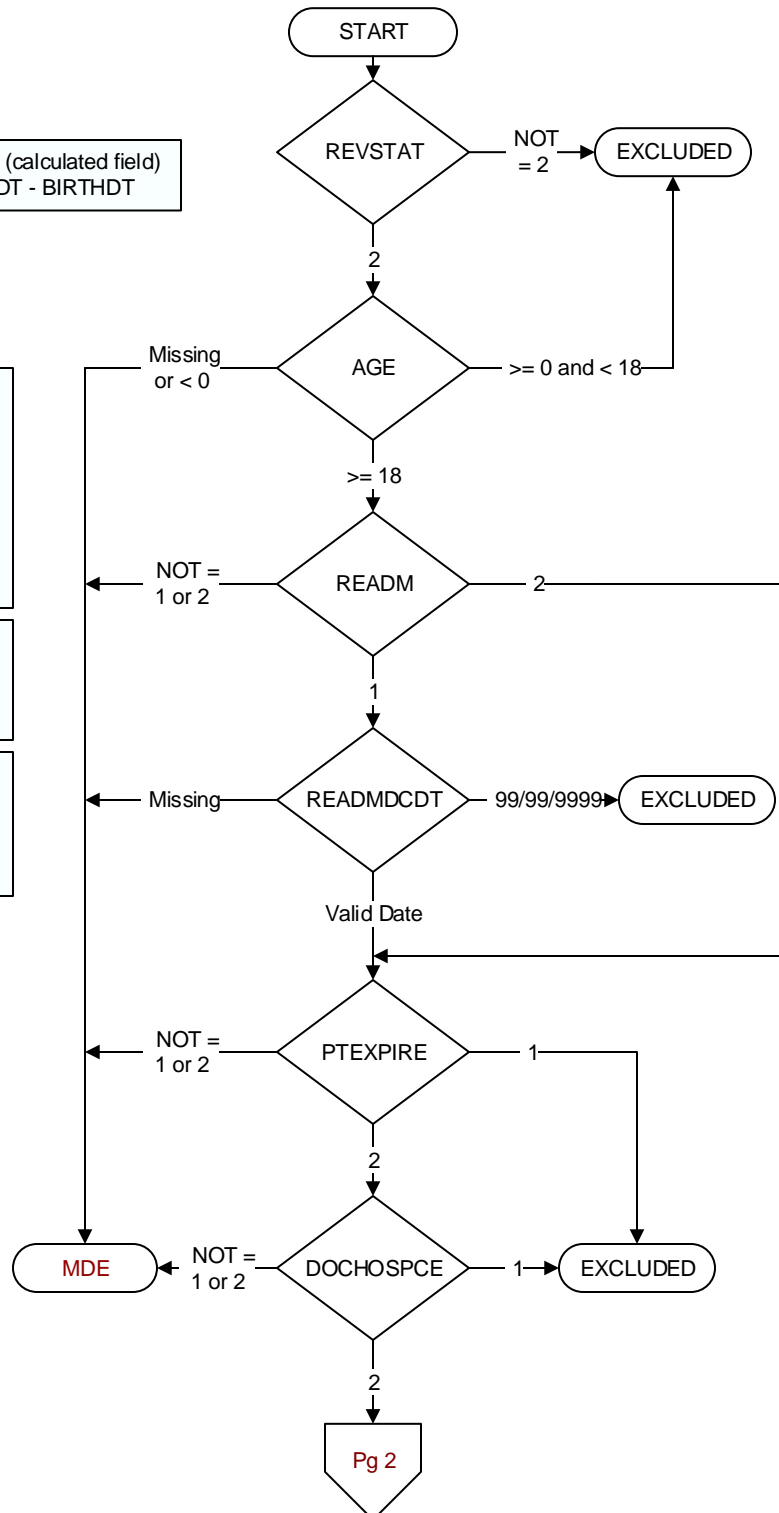 START
REVSTAT
NOT
= 2
EXCLUDED
(calculated field)
DT - BIRTHDT
2
Missing
or < 0
AGE
>= 0 and < 18
>= 18
NOT =
1 or 2
READM
2
1
Missing
READMDCDT
99/99/9999
EXCLUDED
Valid Date
NOT =
1 or 2
PTEXPIRE
1
2
MDE
NOT =
1 or 2
DOCHOSPCE
1
EXCLUDED
2
Pg 2